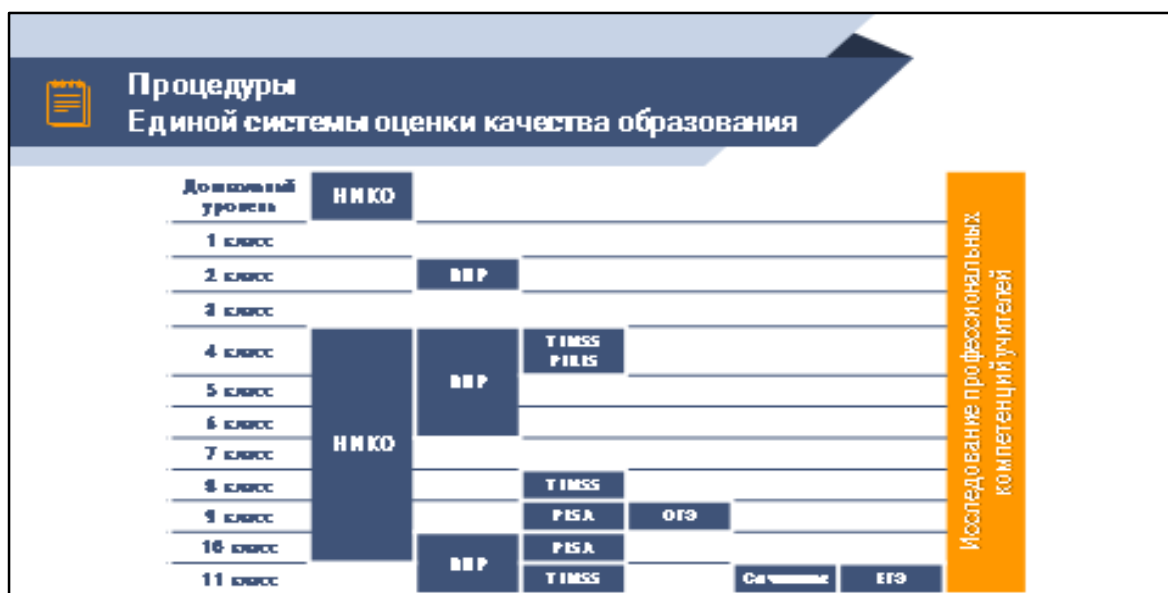 Процедуры
Единой системы оценки качества образования
Дошкольный
уровень
НИКО
1 класс
2 класс
ВПР
3 класс
4 класс
TIMSS
PIRLS
ВПР
5 класс
6 класс
НИКО
7 класс
8 класс
TIMSS
9 класс
PISA
ОГЭ
10 класс
PISA
ВПР
11 класс
TIMSS
Сочинение
ЕГЭ
Исследование профессиональных
компетенций учителей